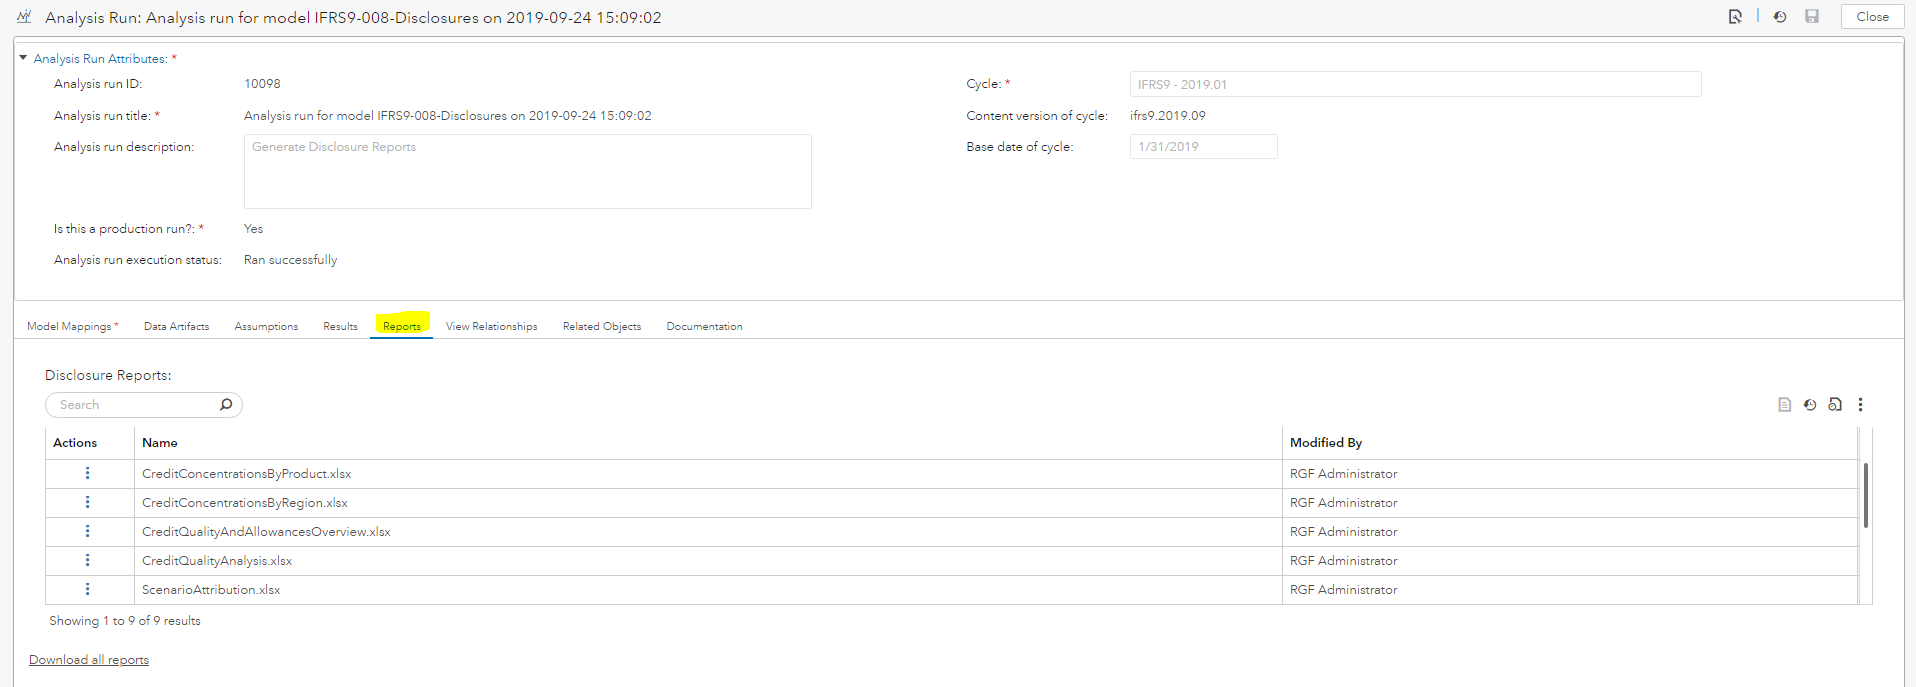 Analysis Run: Analysis run for model IFRS9-008-Disclosures on 2019-09-24 15:09:02
Close
Analysis Run Attributes: *
Analysis run ID: 10098
Cycle: * IFRS9 - 2019.01
Analysis run title: * Analysis run for model IFRS9-008-Disclosures on 2019-09-24 15:09:02
Content version of cycle: ifrs9.2019.09
Analysis run description: Generate Disclosure Reports
Base date of cycle: 1/31/2019
Is this a production run?: * Yes
Analysis run execution status: Ran successfully
Model Mappings * Data Artifacts Assumptions Results Reports View Relationships Related Objects Documentation
Disclosure Reports:
Search
Actions Name Modified By
CreditConcentrationsByProduct.xlsx RGF Administrator
CreditConcentrationsByRegion.xlsx RGF Administrator
CreditQualityAndAllowancesOverview.xlsx RGF Administrator
CreditQualityAnalysis.xlsx RGF Administrator
ScenarioAttribution.xlsx RGF Administrator
Showing 1 to 9 of 9 results
Download all reports